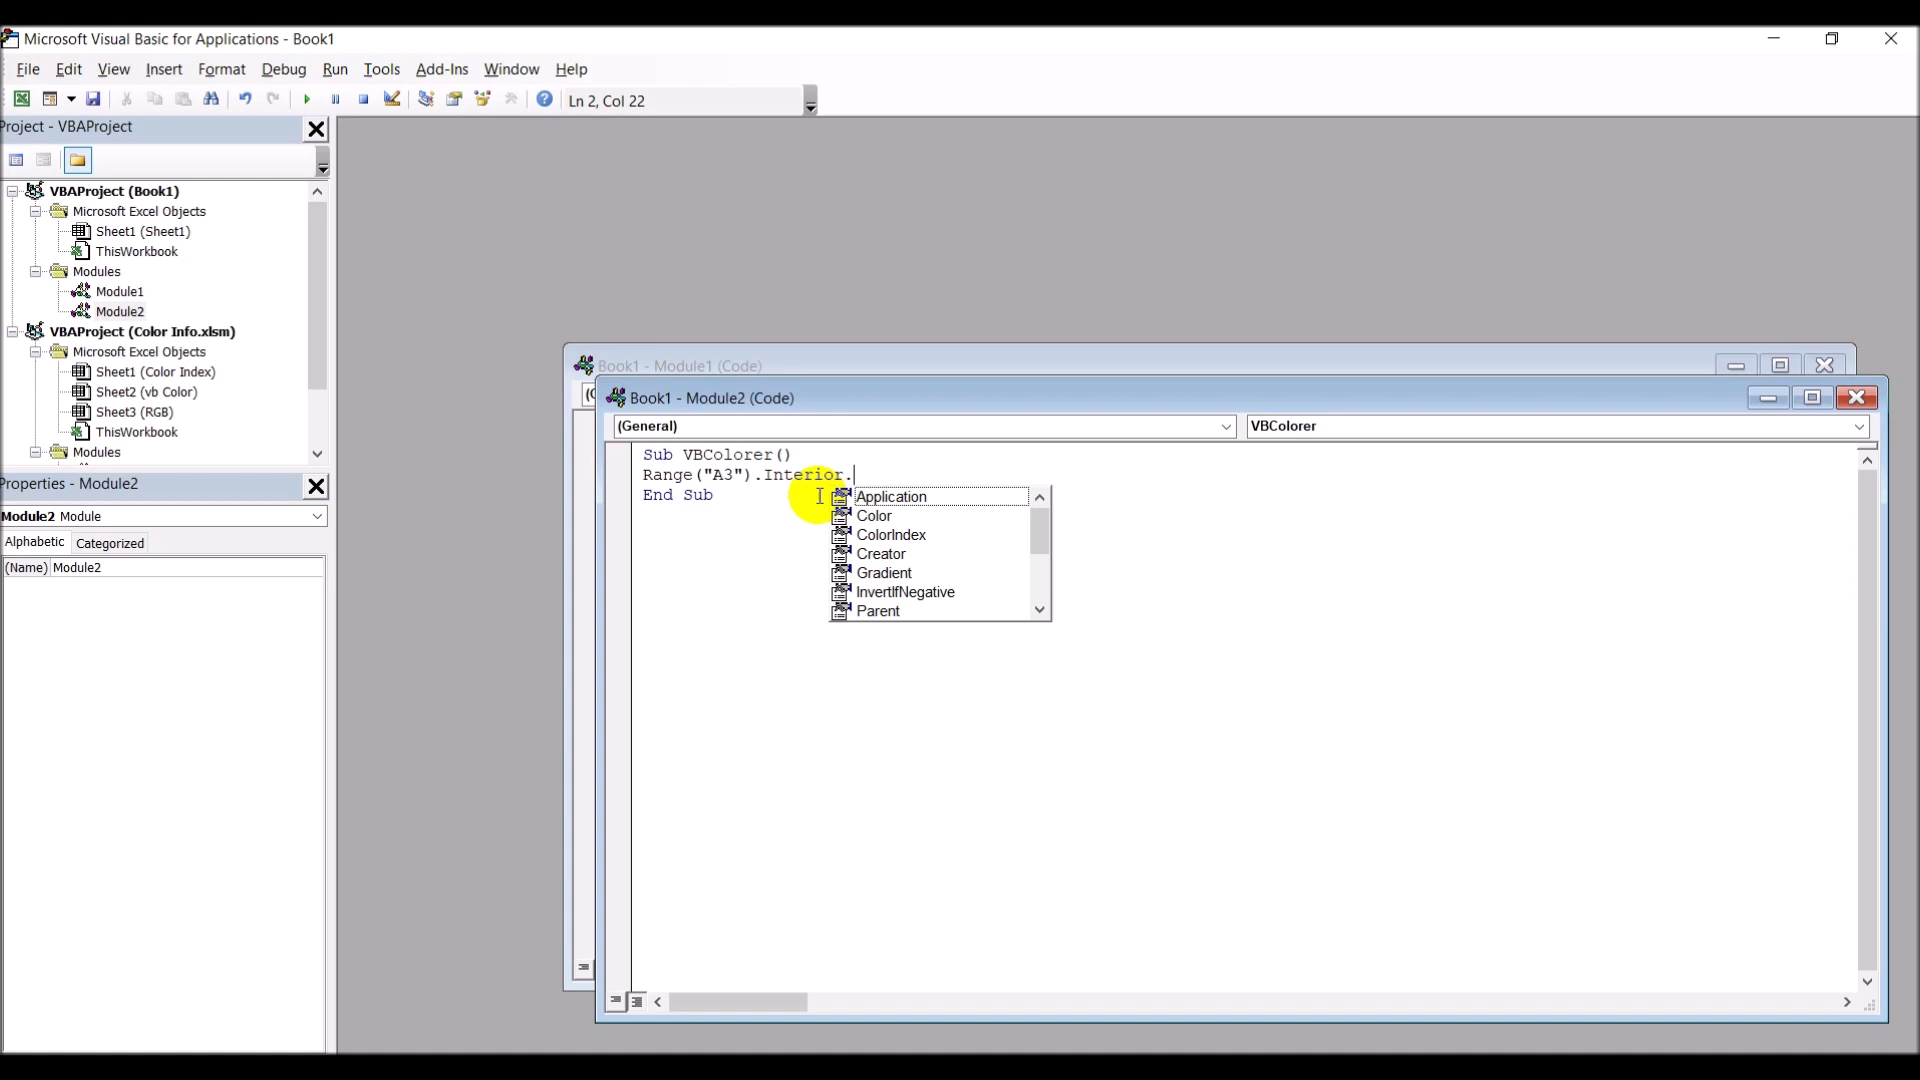 Microsoft Visual Basic for Applications - Book1
File Edit View Insert Format Debug Run Tools Add-Ins Window Help
Ln 2, Col 22
Project - VBAProject
VBAProject (Book1)
Microsoft Excel Objects
Sheet1 (Sheet1)
ThisWorkbook
Modules
Module1
Module2
VBAProject (Color Info.xlsm)
Microsoft Excel Objects
Sheet1 (Color Index)
Sheet2 (vb Color)
Sheet3 (RGB)
ThisWorkbook
Modules
Properties - Module2
Module2 Module
Alphabetic Categorized
(Name) Module2
Book1 - Module1 (Code)
Book1 - Module2 (Code)
(General) VBColorer
Sub VBColorer()
Range("A3").Interior.
End Sub
Application
Color
ColorIndex
Creator
Gradient
InvertIfNegative
Parent